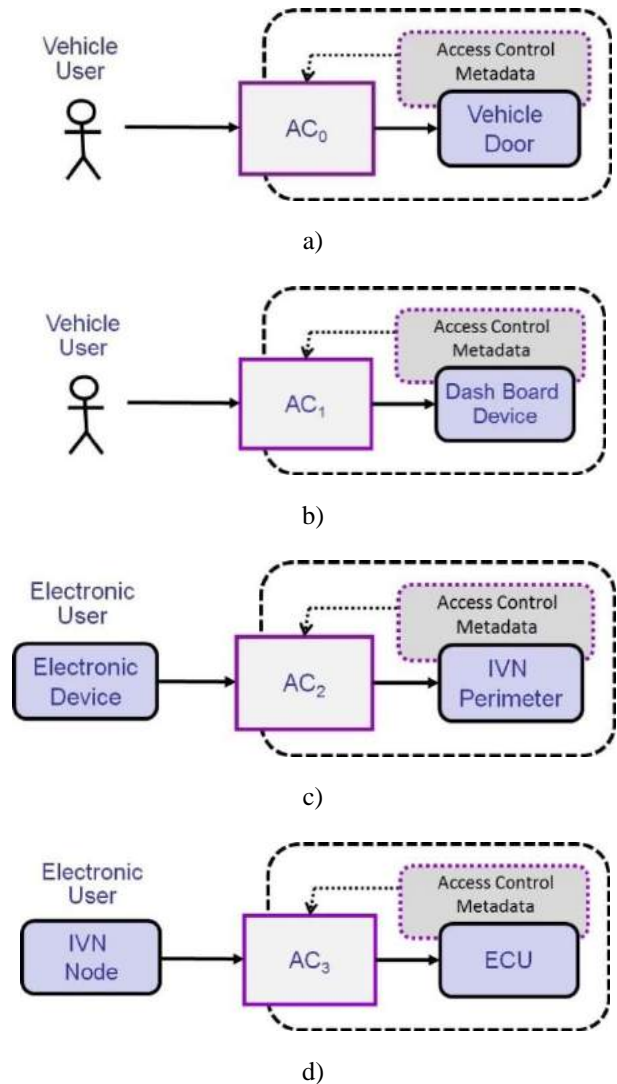 Vehicle
User
Access Control
Metadata
AC₀
Vehicle
Door
a)
Vehicle
User
Access Control
Metadata
AC₁
Dash Board
Device
b)
Electronic
User
Electronic
Device
Access Control
Metadata
AC₂
IVN
Perimeter
c)
Electronic
User
IVN
Node
Access Control
Metadata
AC₃
ECU
d)